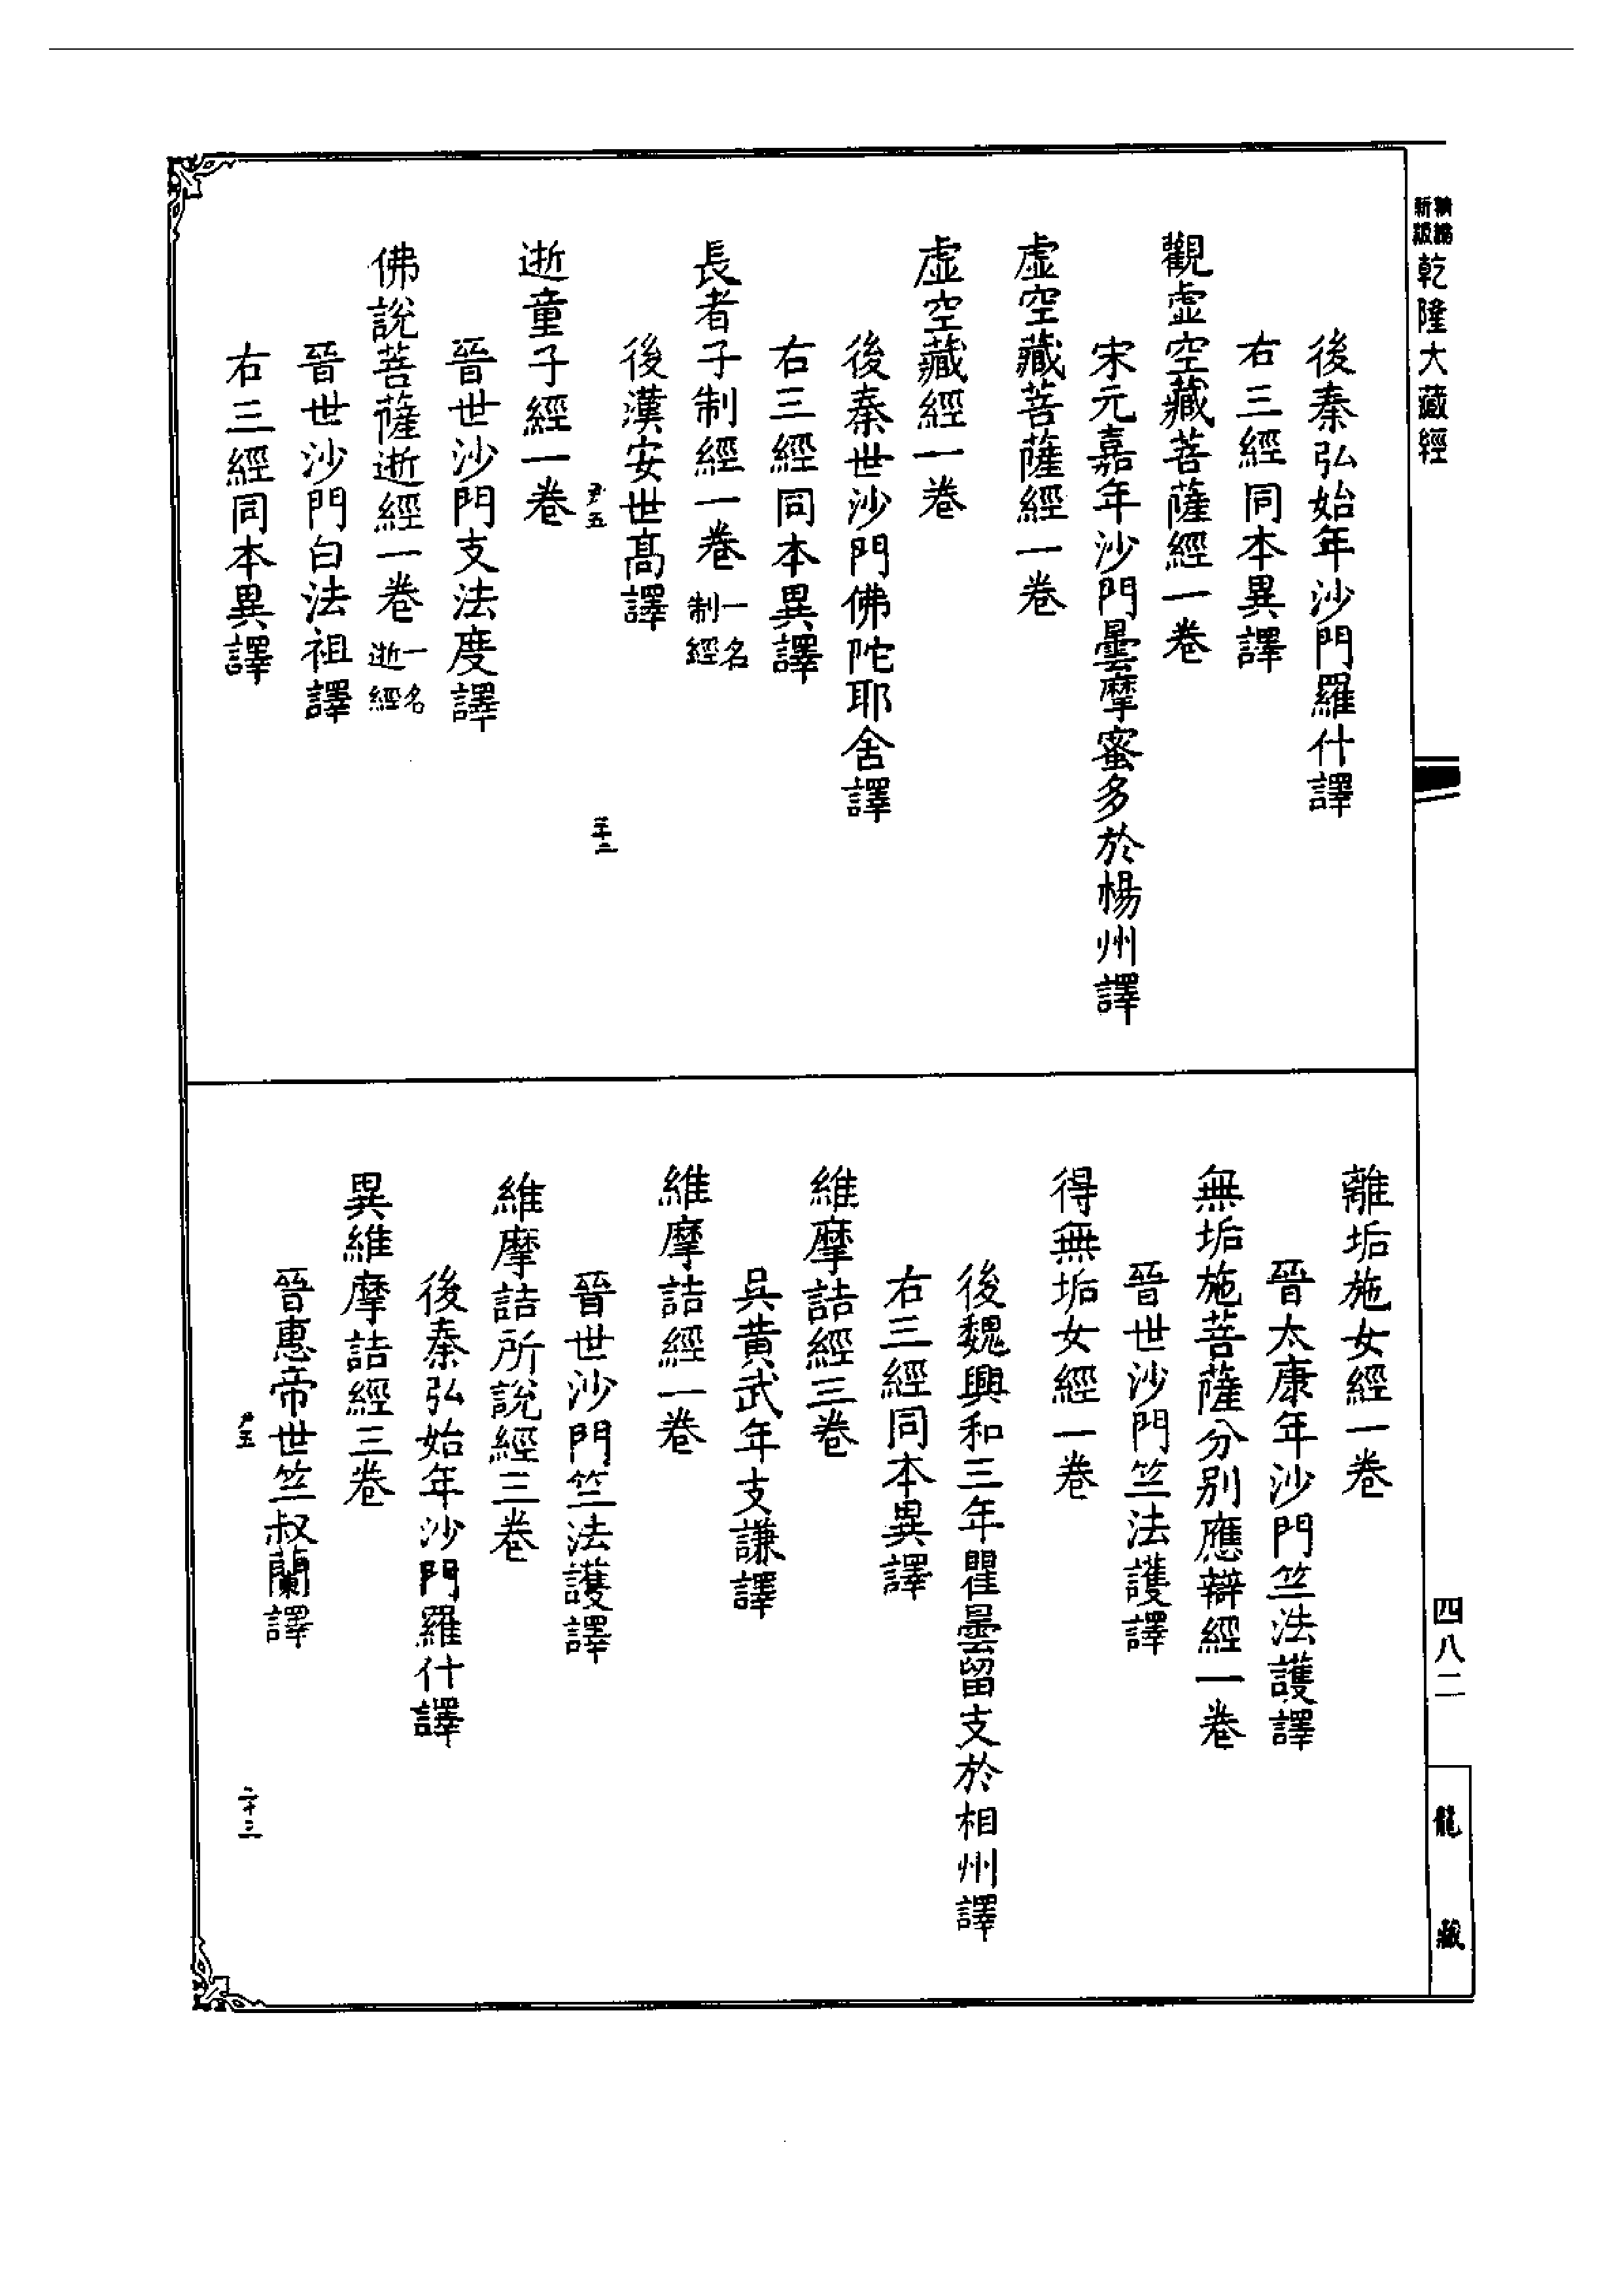 乾隆大藏經
後秦弘始年沙門羅什譯
右三經同本異譯
觀虛空藏菩薩經一卷
宋元嘉年沙門曇摩蜜多於楊州譯
虛空藏菩薩經一卷
虛空藏經一卷
後秦世沙門佛陀耶舍譯
右三經同本異譯
長者子制經一卷 一名制經
後漢安世高譯
尹五
二十二
逝童子經一卷
晉世沙門支法度譯
佛說菩薩逝經一卷 一名逝經
晉世沙門白法祖譯
右三經同本異譯
離垢施女經一卷
晉太康年沙門竺法護譯
無垢施菩薩分別應辯經一卷
晉世沙門竺法護譯
得無垢女經一卷
後魏興和三年瞿曇留支於相州譯
右三經同本異譯
維摩詰經三卷
吳黃武年支謙譯
維摩詰經一卷
晉世沙門竺法護譯
維摩詰所說經三卷
後秦弘始年沙門羅什譯
異維摩詰經三卷
晉惠帝世竺叔蘭譯
尹五
二十三
四八二
龍藏